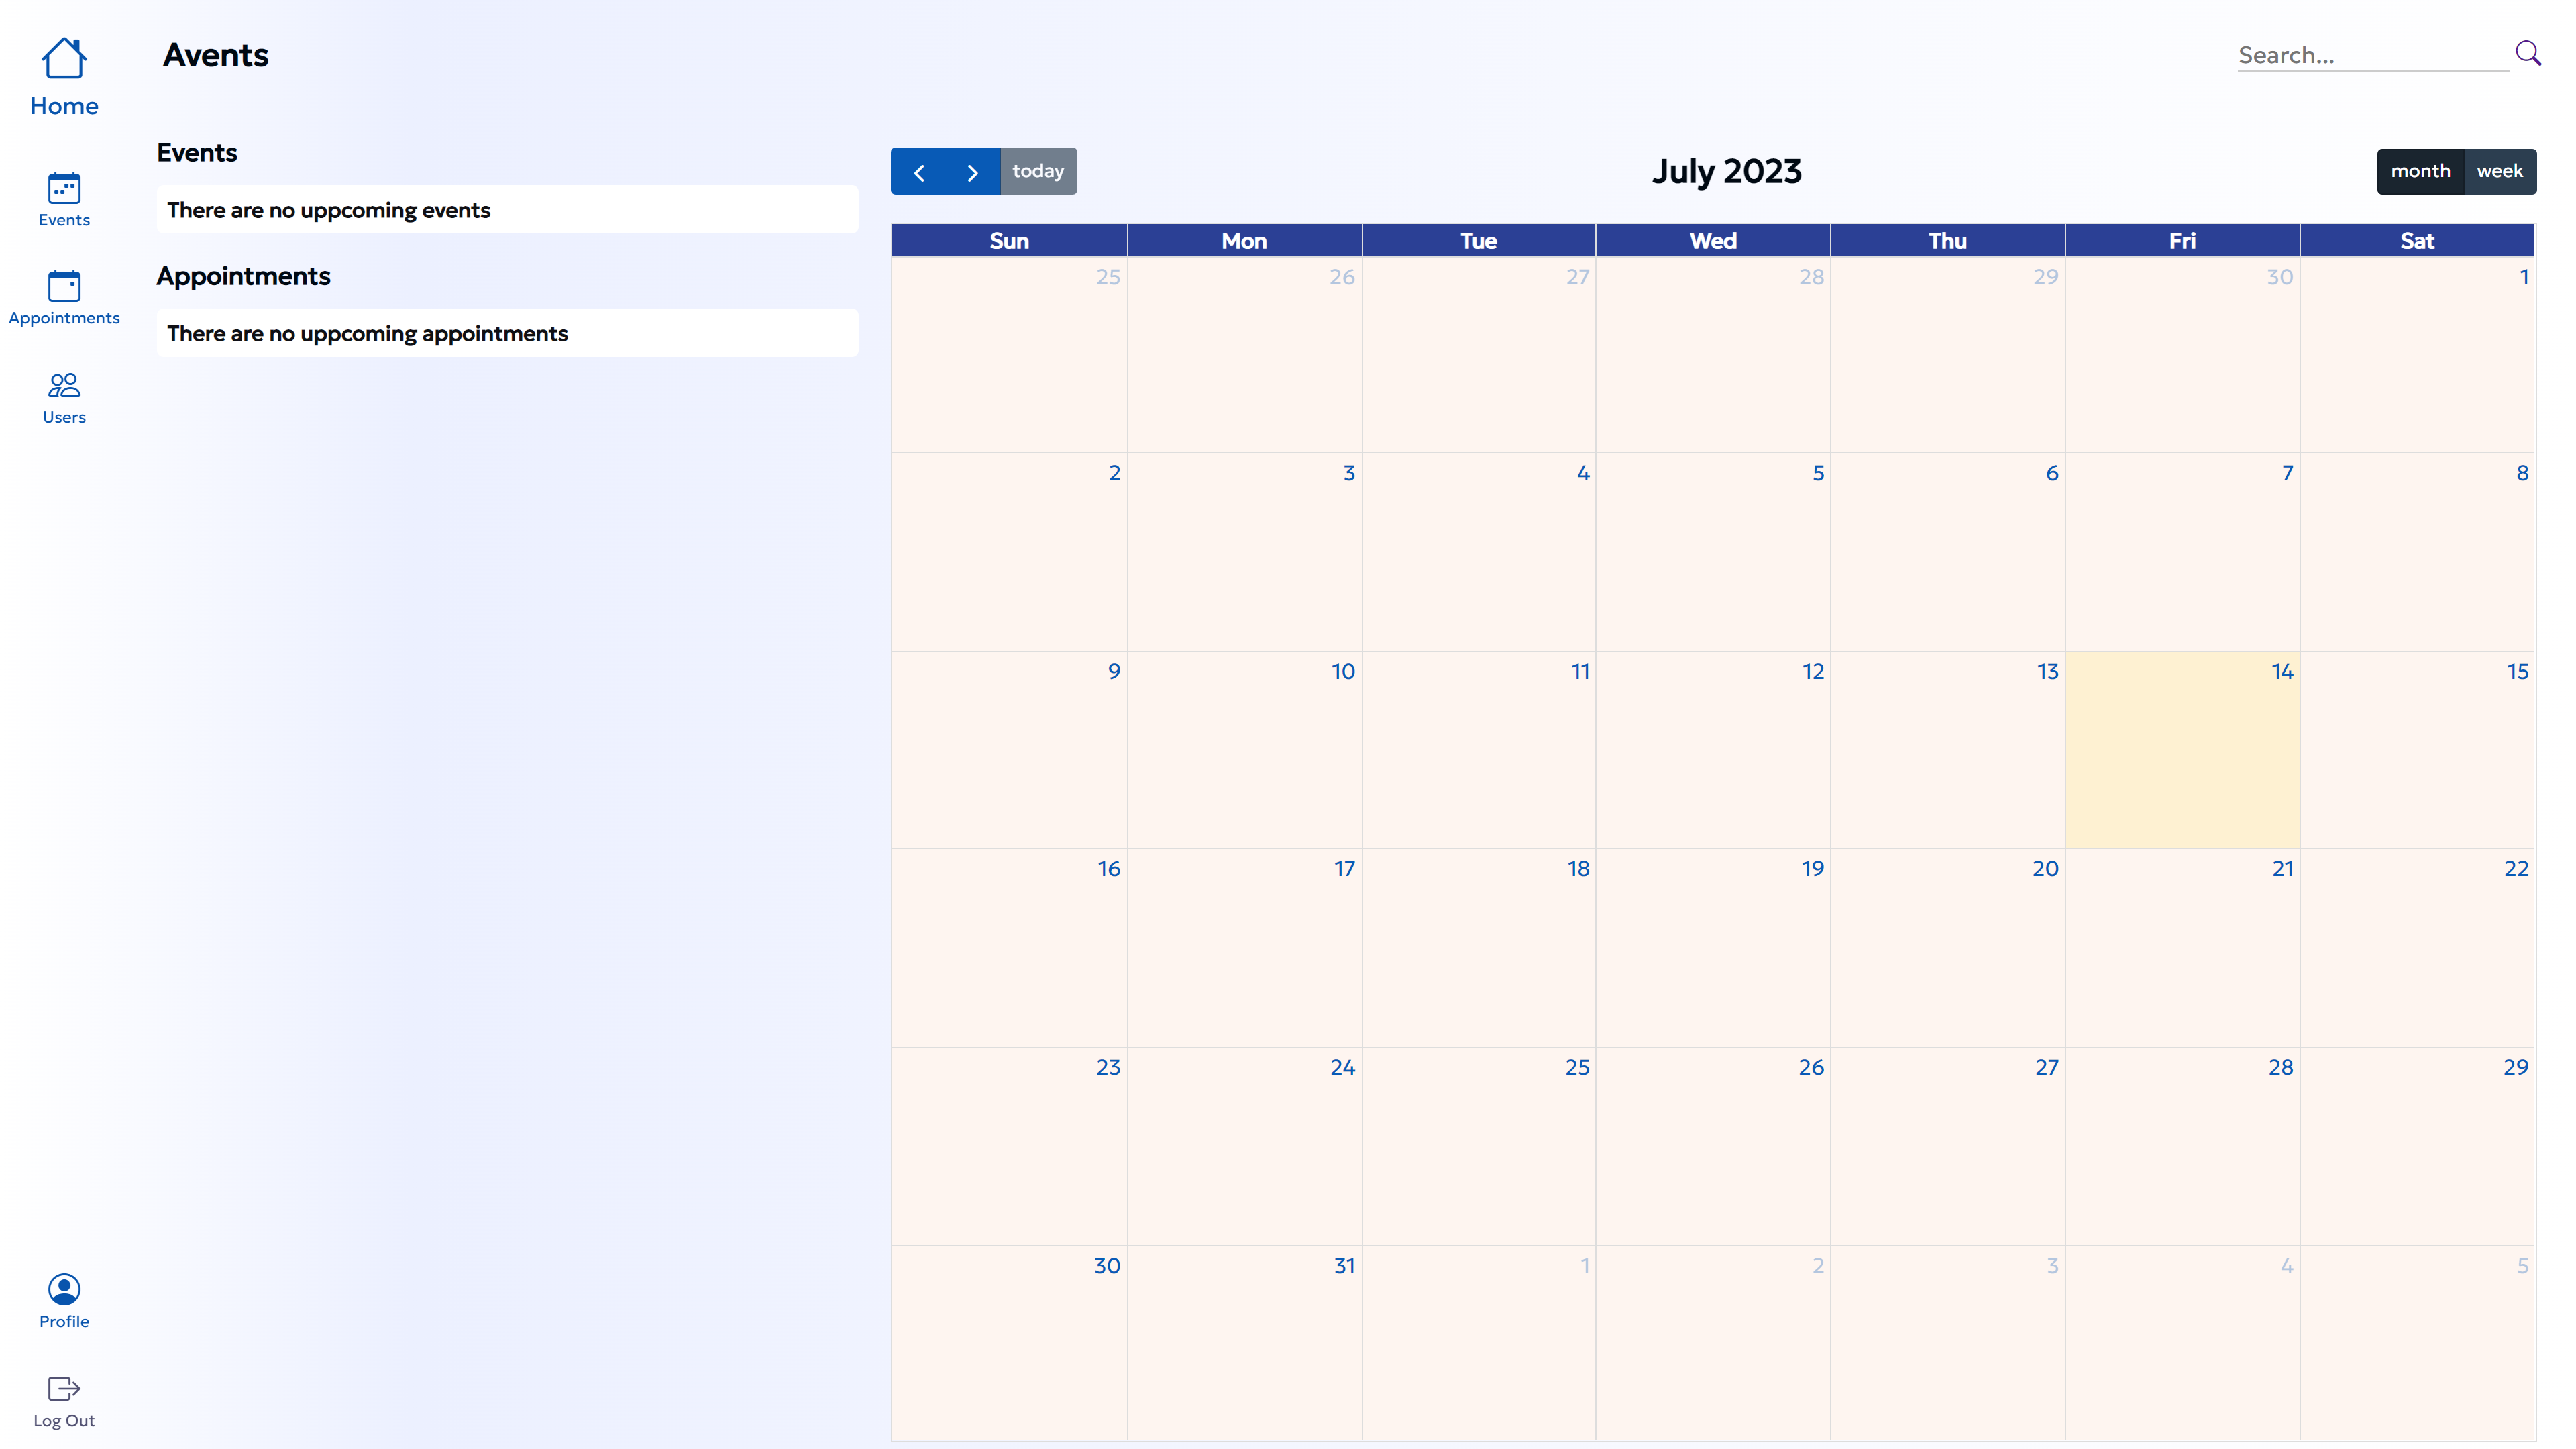 Home
Events
Appointments
Users
Profile
Log Out
Avents
Search...
Events
There are no uppcoming events
Appointments
There are no uppcoming appointments
today
July 2023
month week
Sun Mon Tue Wed Thu Fri Sat
25 26 27 28 29 30 1
2 3 4 5 6 7 8
9 10 11 12 13 14 15
16 17 18 19 20 21 22
23 24 25 26 27 28 29
30 31 1 2 3 4 5